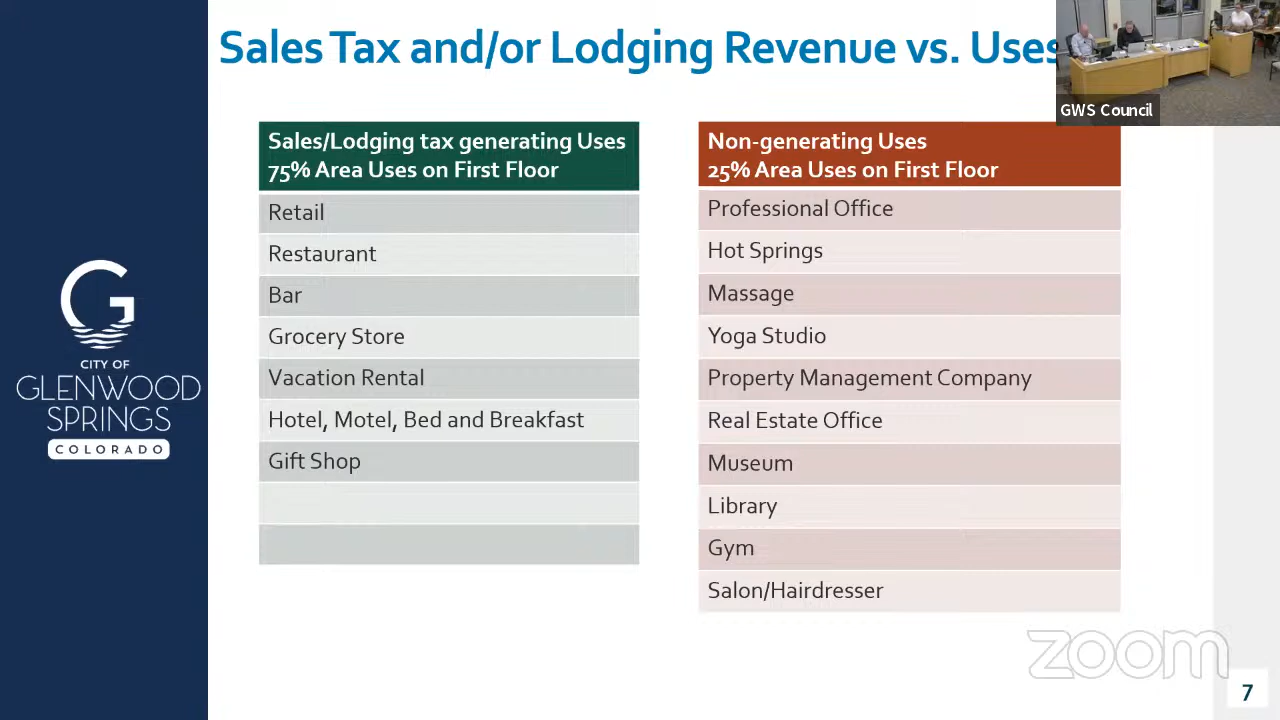 Sales Tax and/or Lodging Revenue vs. Uses
GWS Council
Sales/Lodging tax generating Uses
75% Area Uses on First Floor
Retail
Restaurant
Bar
Grocery Store
Vacation Rental
Hotel, Motel, Bed and Breakfast
Gift Shop
Non-generating Uses
25% Area Uses on First Floor
Professional Office
Hot Springs
Massage
Yoga Studio
Property Management Company
Real Estate Office
Museum
Library
Gym
Salon/Hairdresser
G
CITY OF
GLENWOOD
SPRINGS
COLORADO
zoom
7